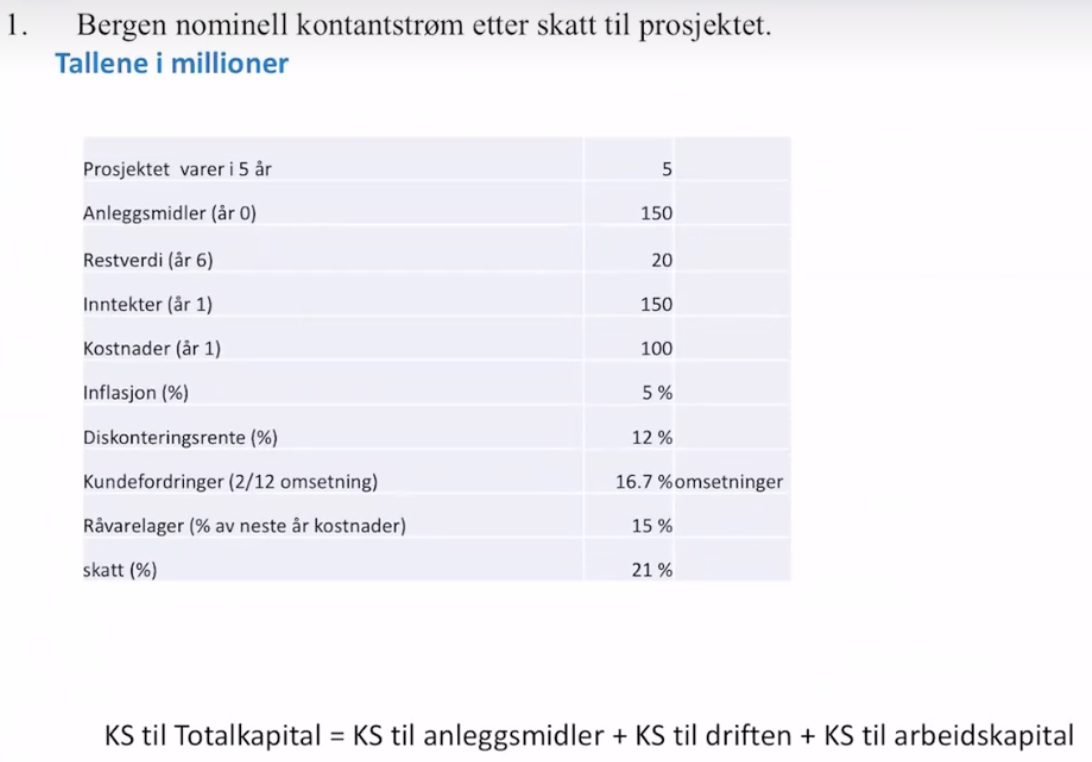 1. Bergen nominell kontantstrøm etter skatt til prosjektet.
Tallene i millioner
Prosjektet varer i 5 år 5
Anleggsmidler (år 0) 150
Restverdi (år 6) 20
Inntekter (år 1) 150
Kostnader (år 1) 100
Inflasjon (%) 5 %
Diskonteringsrente (%) 12 %
Kundefordringer (2/12 omsetning) 16.7 % omsetninger
Råvarelager (% av neste år kostnader) 15 %
skatt (%) 21 %
KS til Totalkapital = KS til anleggsmidler + KS til driften + KS til arbeidskapital